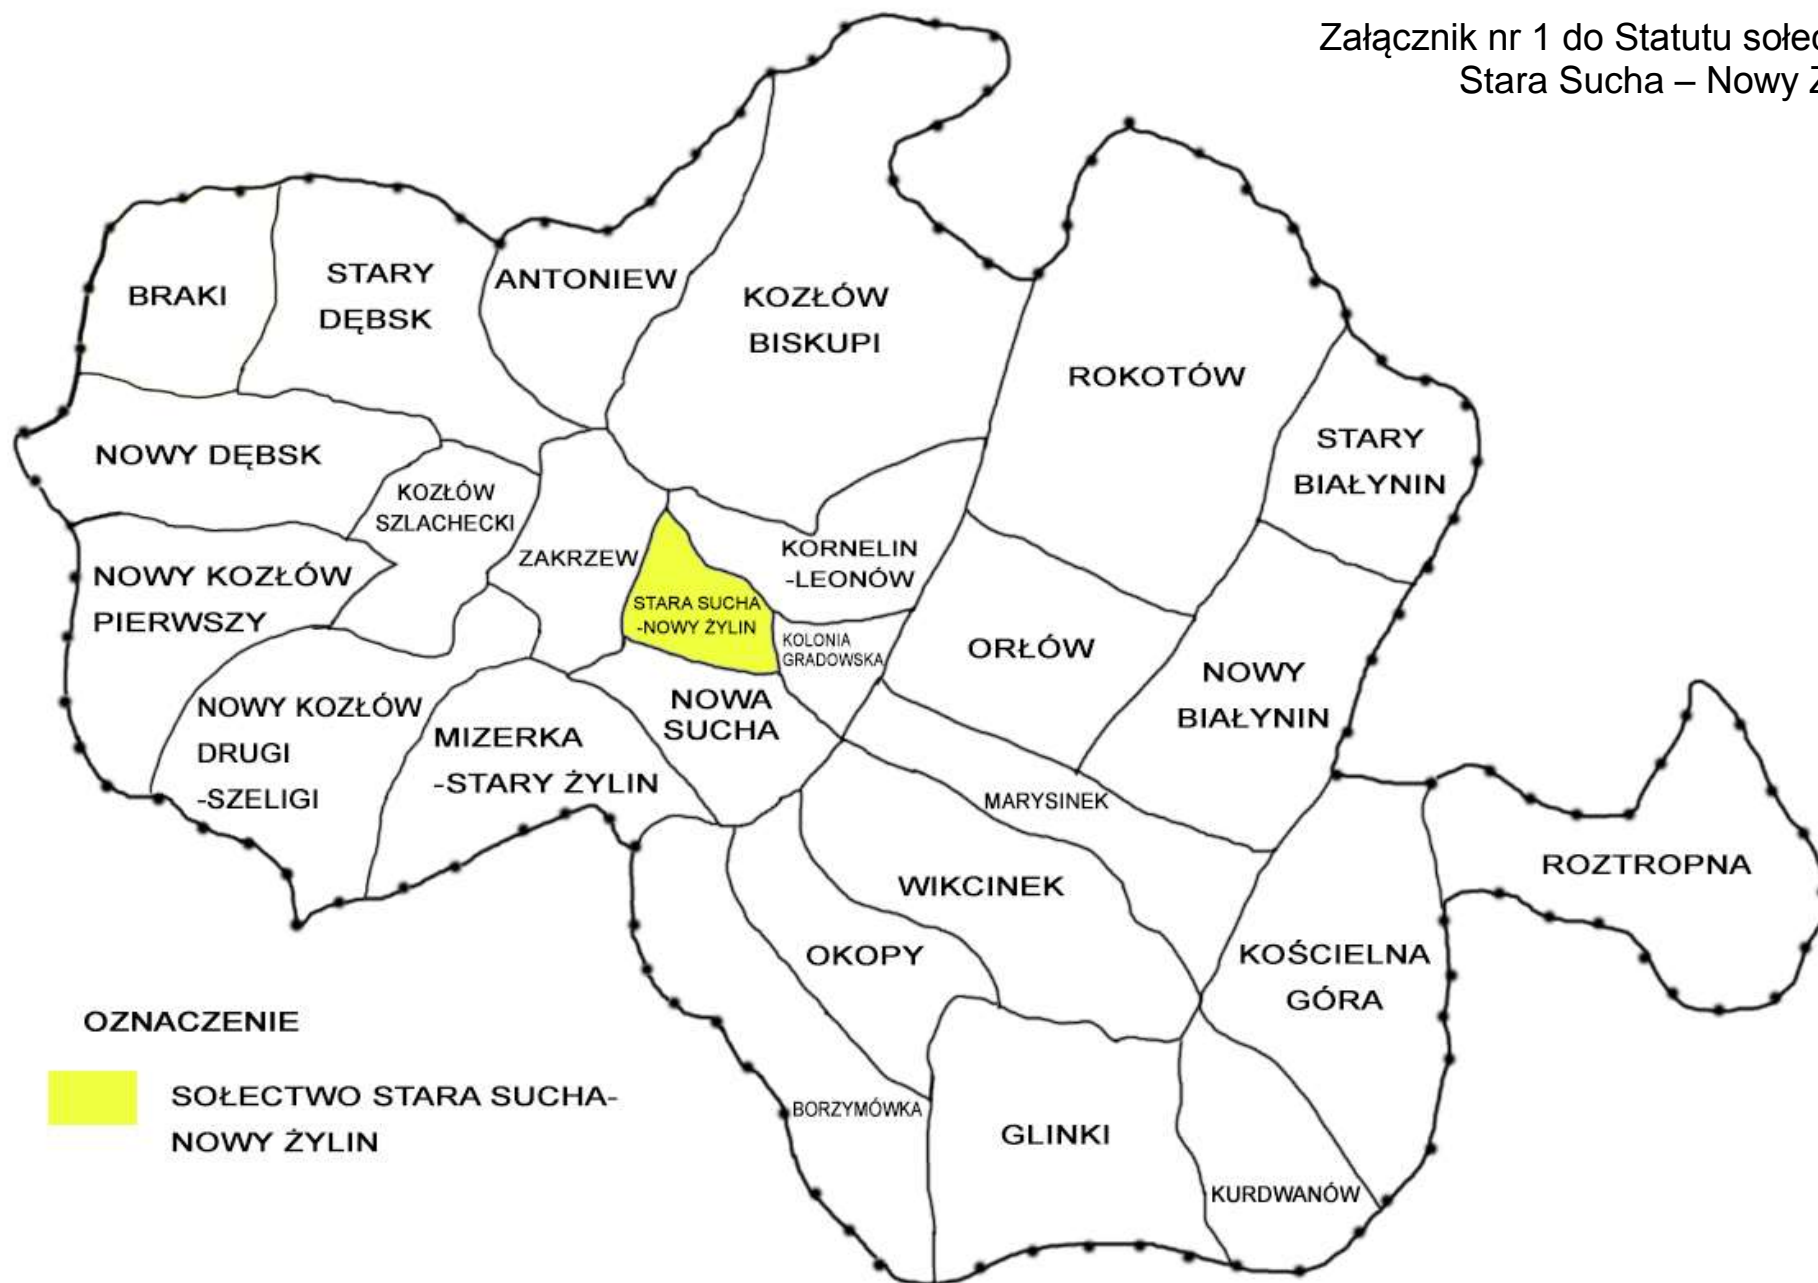 Załącznik nr 1 do Statutu sołec
Stara Sucha – Nowy Ż
BRAKI
STARY
DĘBSK
ANTONIEW
KOZŁÓW
BISKUPI
ROKOTÓW
STARY
BIAŁYNIN
NOWY DĘBSK
KOZŁÓW
SZLACHECKI
ZAKRZEW
KORNELIN
-LEONÓW
NOWY KOZŁÓW
PIERWSZY
STARA SUCHA
-NOWY ŻYLIN
KOLONIA
GRADOWSKA
ORŁÓW
NOWY
BIAŁYNIN
NOWY KOZŁÓW
DRUGI
-SZELIGI
MIZERKA
-STARY ŻYLIN
NOWA
SUCHA
MARYSINEK
WIKCINEK
ROZTROPNA
OKOPY
KOŚCIELNA
GÓRA
BORZYMÓWKA
GLINKI
KURDWANÓW
OZNACZENIE
SOŁECTWO STARA SUCHA-
NOWY ŻYLIN